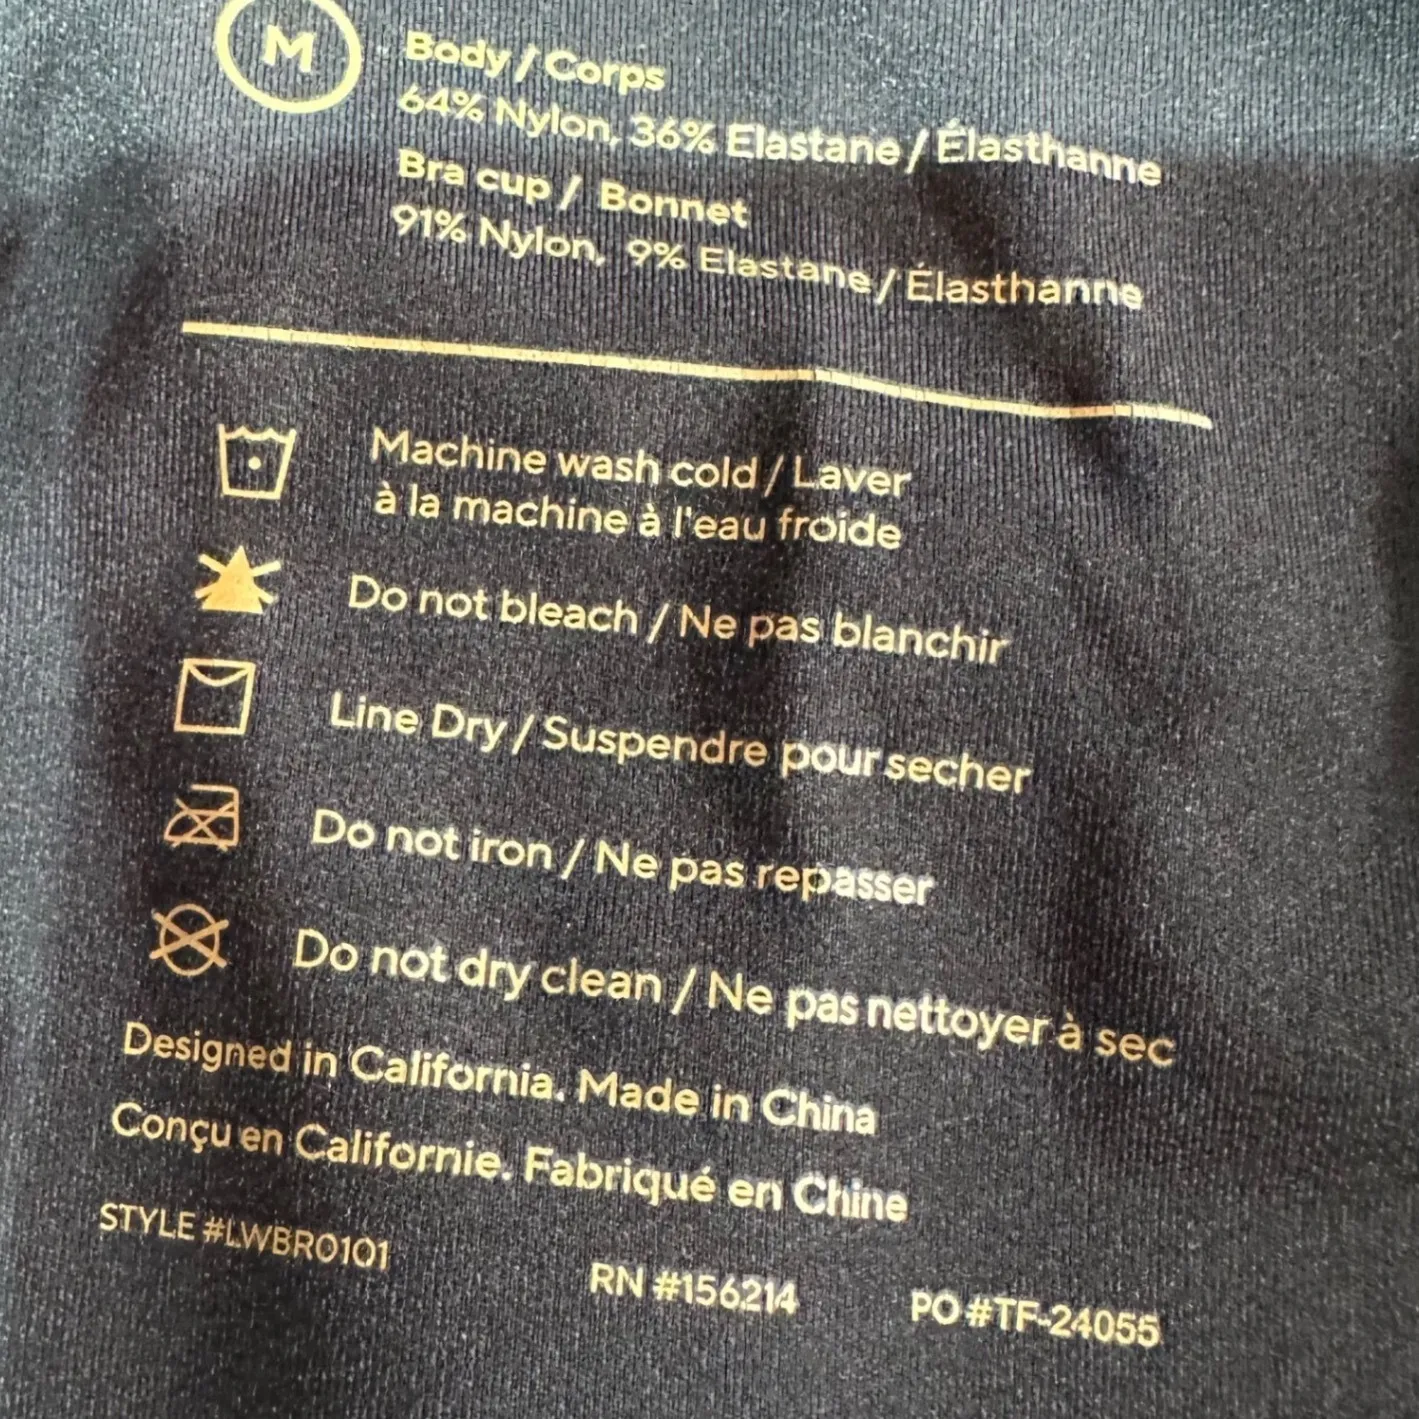 M
Body / Corps
64% Nylon, 36% Elastane / Élasthanne
Bra cup / Bonnet
91% Nylon, 9% Elastane / Élasthanne
Machine wash cold / Laver
à la machine à l'eau froide
Do not bleach / Ne pas blanchir
Line Dry / Suspendre pour secher
Do not iron / Ne pas repasser
Do not dry clean / Ne pas nettoyer à sec
Designed in California. Made in China
Conçu en Californie. Fabriqué en Chine
STYLE #LWBR0101
RN #156214
PO #TF-24055